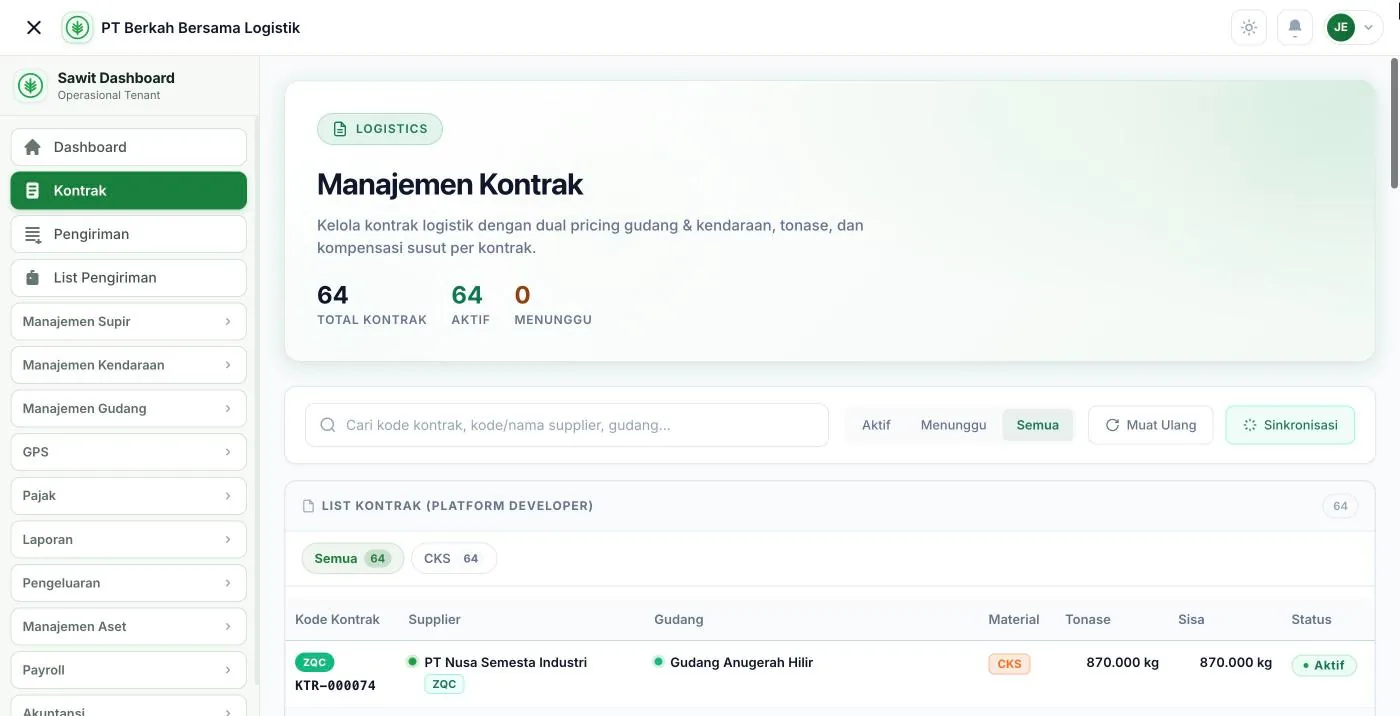 PT Berkah Bersama Logistik
JE
Sawit Dashboard
Operasional Tenant
Dashboard
Kontrak
Pengiriman
List Pengiriman
Manajemen Supir
Manajemen Kendaraan
Manajemen Gudang
GPS
Pajak
Laporan
Pengeluaran
Manajemen Aset
Payroll
Akuntansi
LOGISTICS
Manajemen Kontrak
Kelola kontrak logistik dengan dual pricing gudang & kendaraan, tonase, dan
kompensasi susut per kontrak.
64 64 0
TOTAL KONTRAK AKTIF MENUNGGU
Cari kode kontrak, kode/nama supplier, gudang... Aktif Menunggu Semua Muat Ulang Sinkronisasi
LIST KONTRAK (PLATFORM DEVELOPER) 64
Semua 64 CKS 64
Kode Kontrak Supplier Gudang Material Tonase Sisa Status
ZQC PT Nusa Semesta Industri Gudang Anugerah Hilir CKS 870.000 kg 870.000 kg Aktif
KTR-000074 ZQC